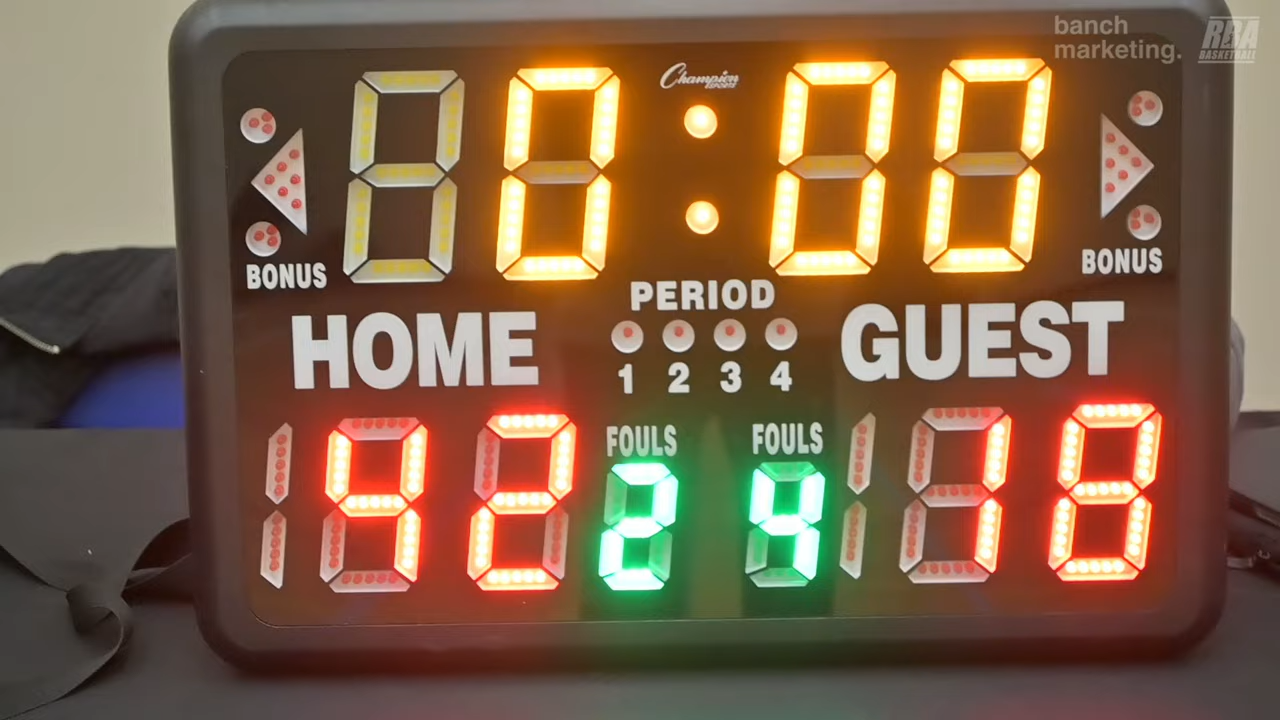 banch
marketing.
RBA
BASKETBALL
Champion
SPORTS
0:00
BONUS
BONUS
PERIOD
HOME
GUEST
1 2 3 4
FOULS
FOULS
42
2
4
18